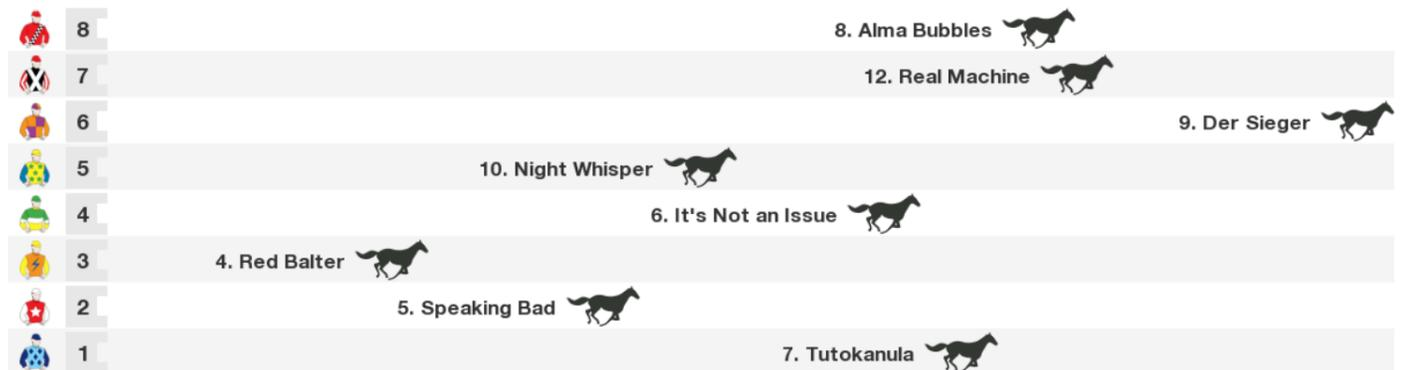 8 8. Alma Bubbles
7 12. Real Machine
6 9. Der Sieger
5 10. Night Whisper
4 6. It's Not an Issue
3 4. Red Balter
2 5. Speaking Bad
1 7. Tutokanula